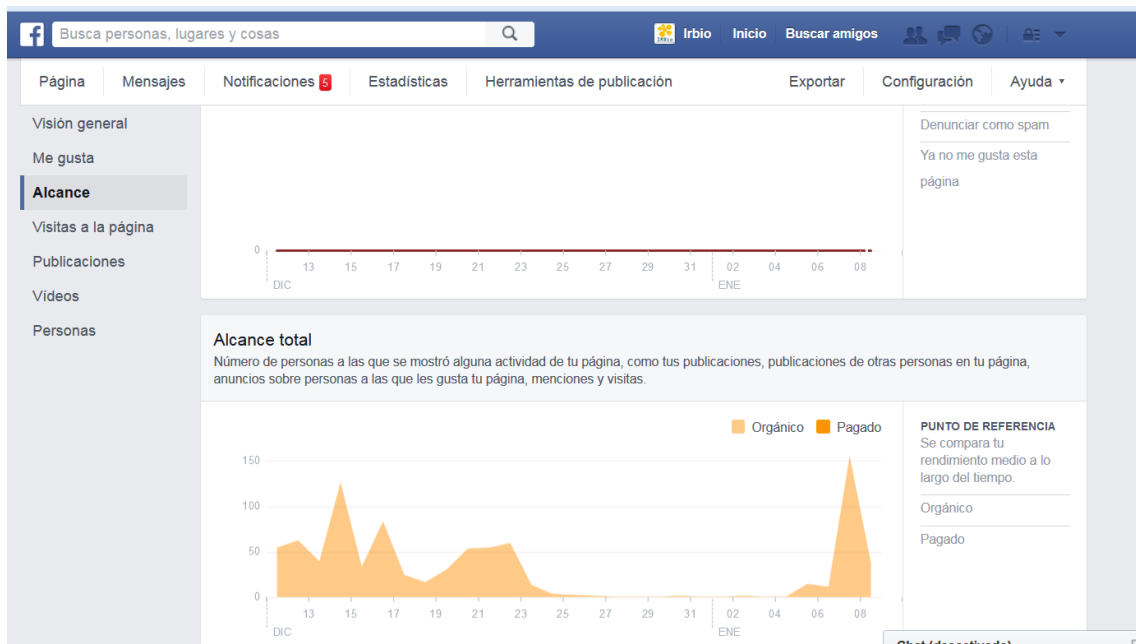 Busca personas, lugares y cosas
Irbio Inicio Buscar amigos
Página Mensajes Notificaciones 5 Estadísticas Herramientas de publicación Exportar Configuración Ayuda
Visión general
Me gusta
Alcance
Visitas a la página
Publicaciones
Vídeos
Personas
Denunciar como spam
Ya no me gusta esta
página
0
13 15 17 19 21 23 25 27 29 31 02 04 06 08
DIC ENE
Alcance total
Número de personas a las que se mostró alguna actividad de tu página, como tus publicaciones, publicaciones de otras personas en tu página,
anuncios sobre personas a las que les gusta tu página, menciones y visitas.
Orgánico Pagado
150
100
50
0
13 15 17 19 21 23 25 27 29 31 02 04 06 08
DIC ENE
PUNTO DE REFERENCIA
Se compara tu
rendimiento medio a lo
largo del tiempo.
Orgánico
Pagado
Chat (desactivado)